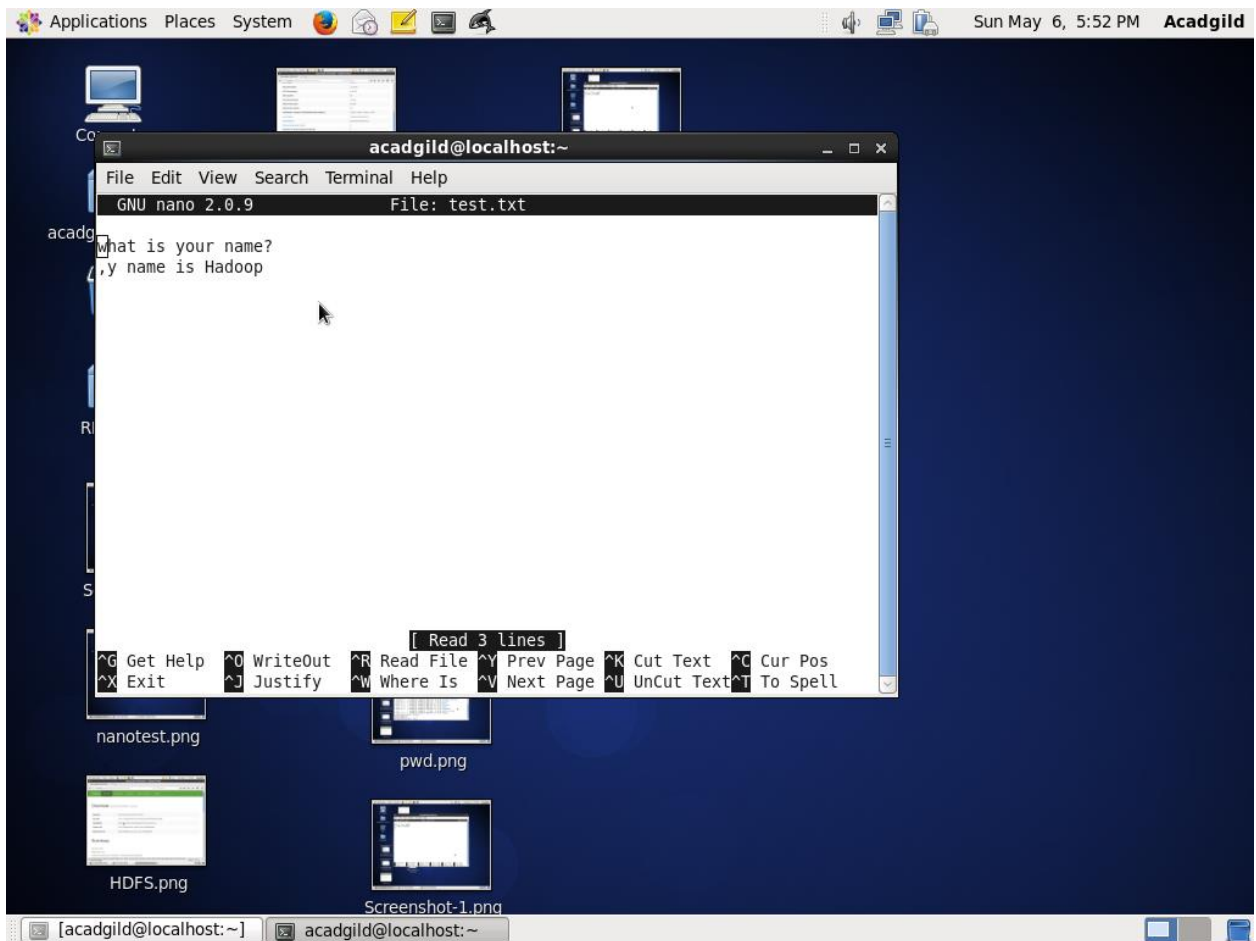 Applications Places System Sun May 6, 5:52 PM Acadgild
acadgild@localhost:~
File Edit View Search Terminal Help
GNU nano 2.0.9 File: test.txt
what is your name?
,y name is Hadoop
[ Read 3 lines ]
^G Get Help ^O WriteOut ^R Read File ^Y Prev Page ^K Cut Text ^C Cur Pos
^X Exit ^J Justify ^W Where Is ^V Next Page ^U UnCut Text ^T To Spell
nanotest.png
pwd.png
HDFS.png
Screenshot-1.png
[acadgild@localhost:~] acadgild@localhost:~